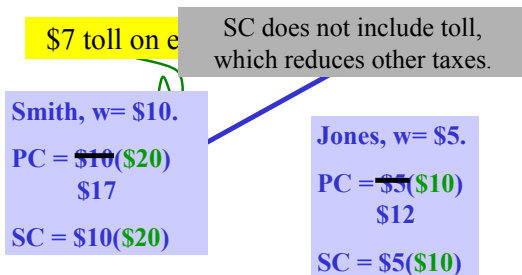 $7 toll on e
SC does not include toll,
which reduces other taxes.
Smith, w= $10.
PC = $10($20)
$17
SC = $10($20)
Jones, w= $5.
PC = $5($10)
$12
SC = $5($10)